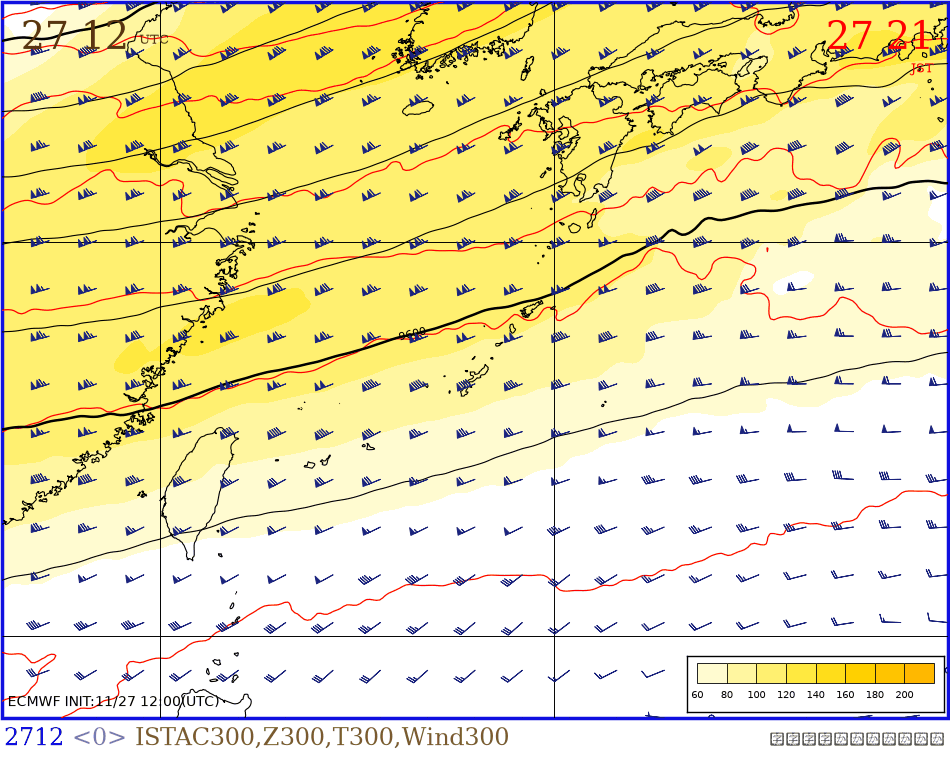 27 12 UTC
27 21
JST
9600
ECMWF INIT:11/27 12:00(UTC)
60 80 100 120 140 160 180 200
2712 <0> ISTAC300,Z300,T300,Wind300